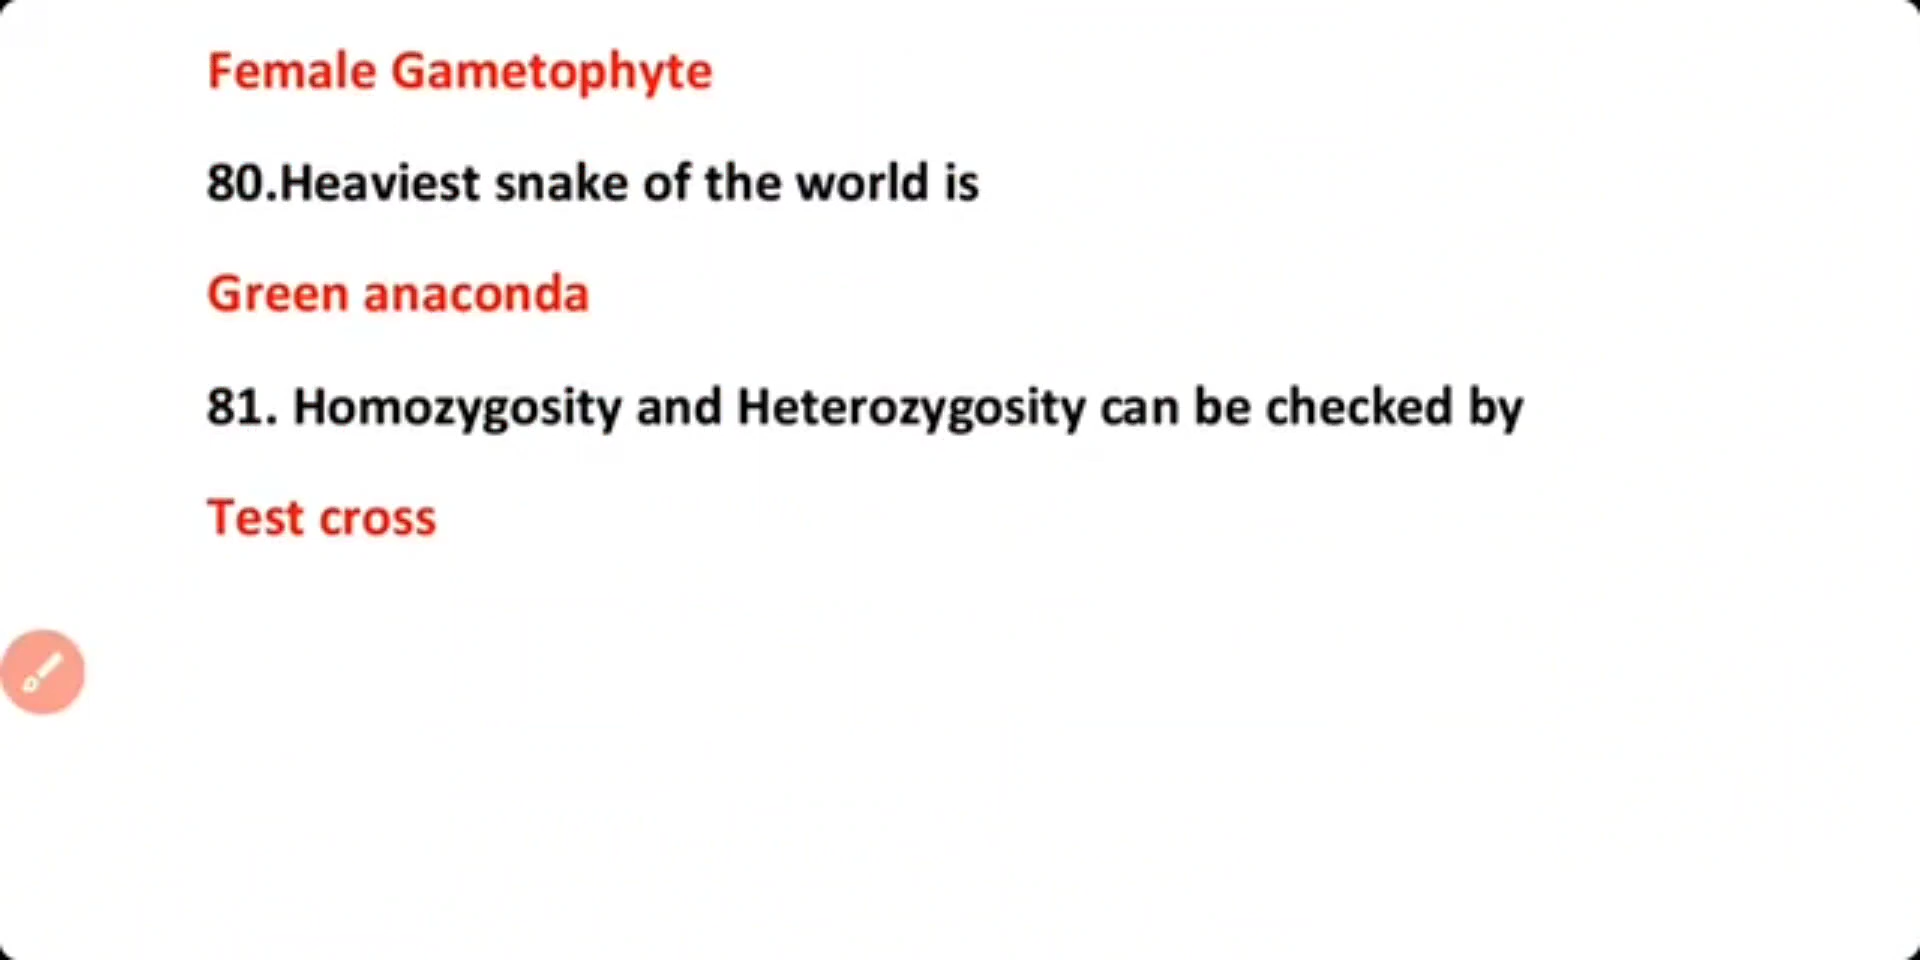 Female Gametophyte
80.Heaviest snake of the world is
Green anaconda
81. Homozygosity and Heterozygosity can be checked by
Test cross